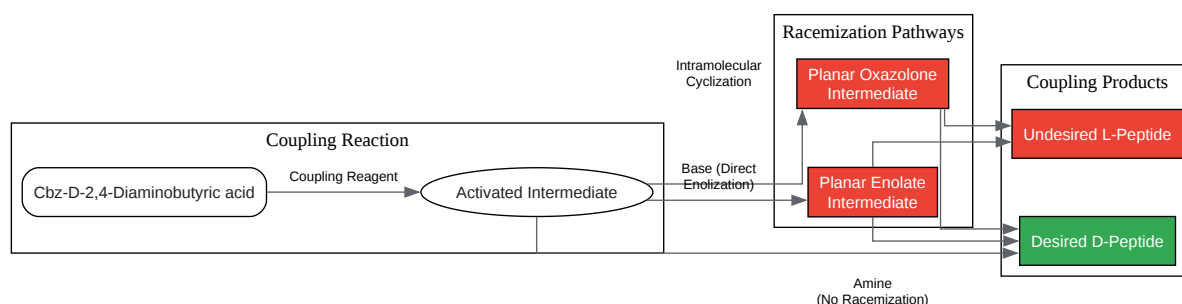 Racemization Pathways
Intramolecular
Cyclization
Planar Oxazolone
Intermediate
Coupling Products
Undesired L-Peptide
Coupling Reaction
Cbz-D-2,4-Diaminobutyric acid
Coupling Reagent
Activated Intermediate
Base (Direct
Enolization)
Planar Enolate
Intermediate
Desired D-Peptide
Amine
(No Racemization)